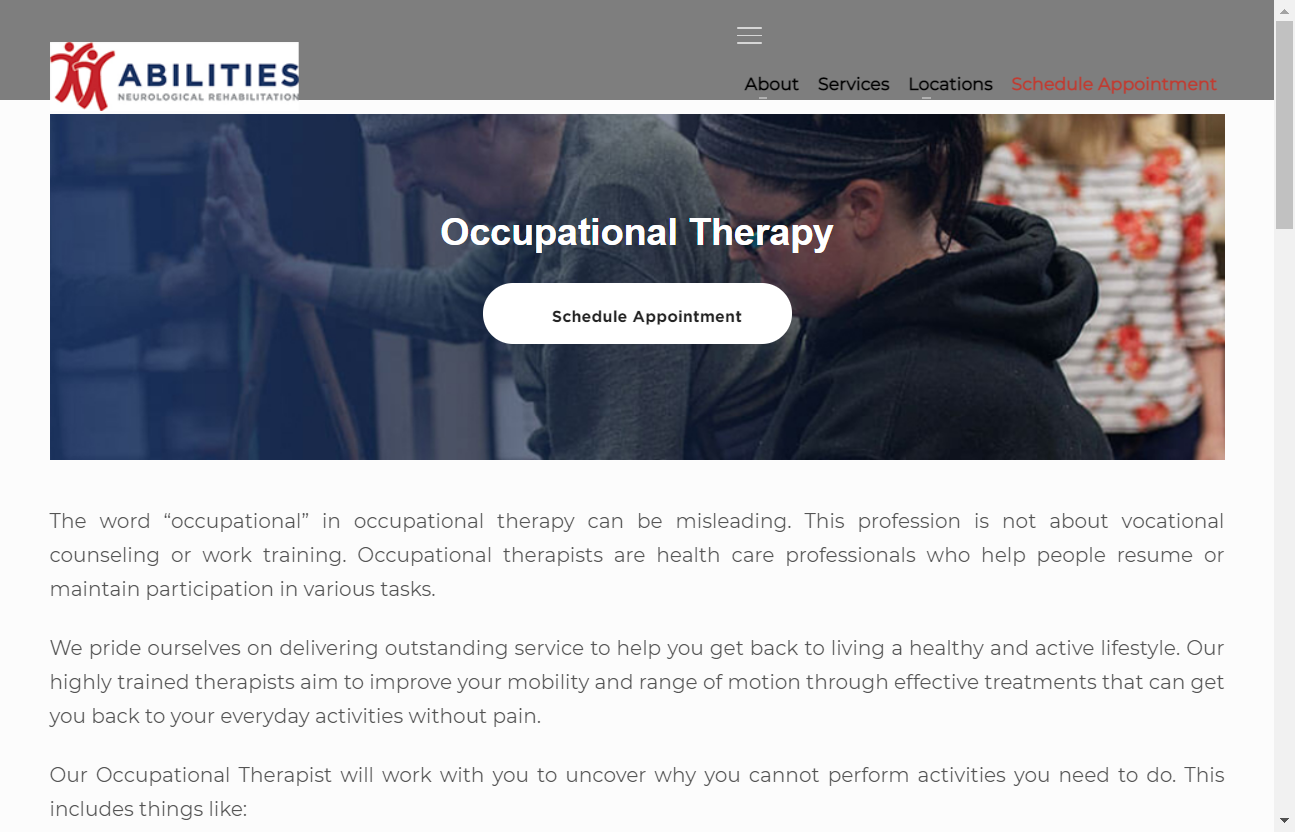 ABILITIES
NEUROLOGICAL REHABILITATION
About Services Locations Schedule Appointment
Occupational Therapy
Schedule Appointment
The word “occupational” in occupational therapy can be misleading. This profession is not about vocational
counseling or work training. Occupational therapists are health care professionals who help people resume or
maintain participation in various tasks.
We pride ourselves on delivering outstanding service to help you get back to living a healthy and active lifestyle. Our
highly trained therapists aim to improve your mobility and range of motion through effective treatments that can get
you back to your everyday activities without pain.
Our Occupational Therapist will work with you to uncover why you cannot perform activities you need to do. This
includes things like: